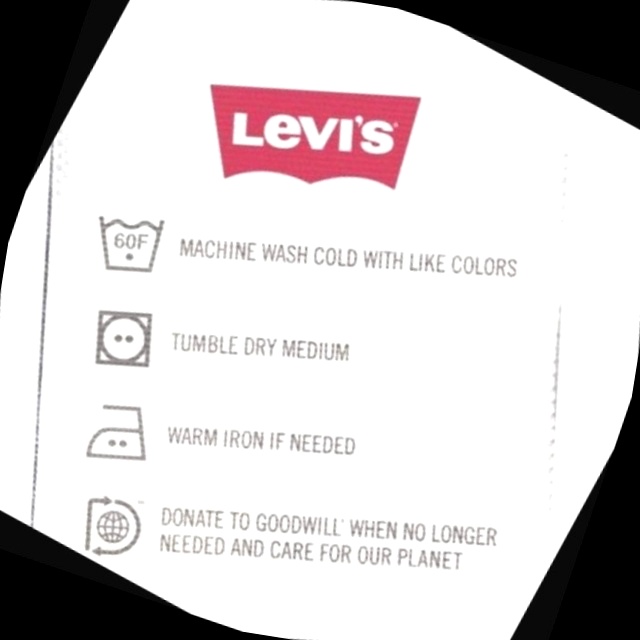 LEVI'S
60F
MACHINE WASH COLD WITH LIKE COLORS
TUMBLE DRY MEDIUM
WARM IRON IF NEEDED
DONATE TO GOODWILL® WHEN NO LONGER
NEEDED AND CARE FOR OUR PLANET